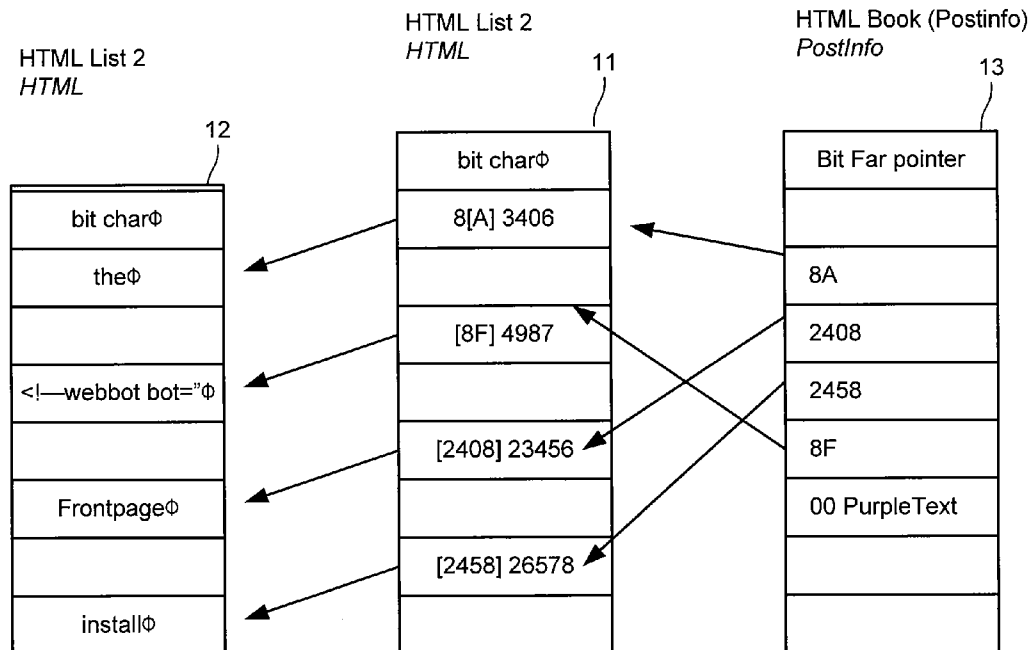 HTML List 2
HTML
12
bit charΦ
theΦ
<!—webbot bot=”Φ
FrontpageΦ
installΦ
HTML List 2
HTML
11
bit charΦ
8[A] 3406
[8F] 4987
[2408] 23456
[2458] 26578
HTML Book (Postinfo)
PostInfo
13
Bit Far pointer
8A
2408
2458
8F
00 PurpleText